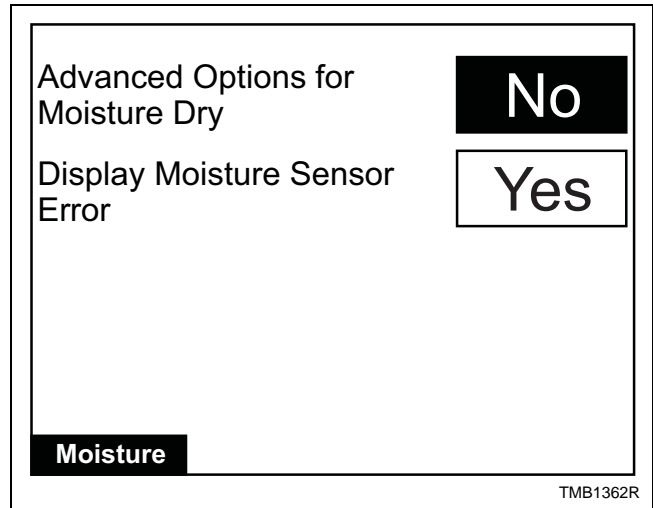 Advanced Options for
Moisture Dry
No
Display Moisture Sensor
Error
Yes
Moisture
TMB1362R